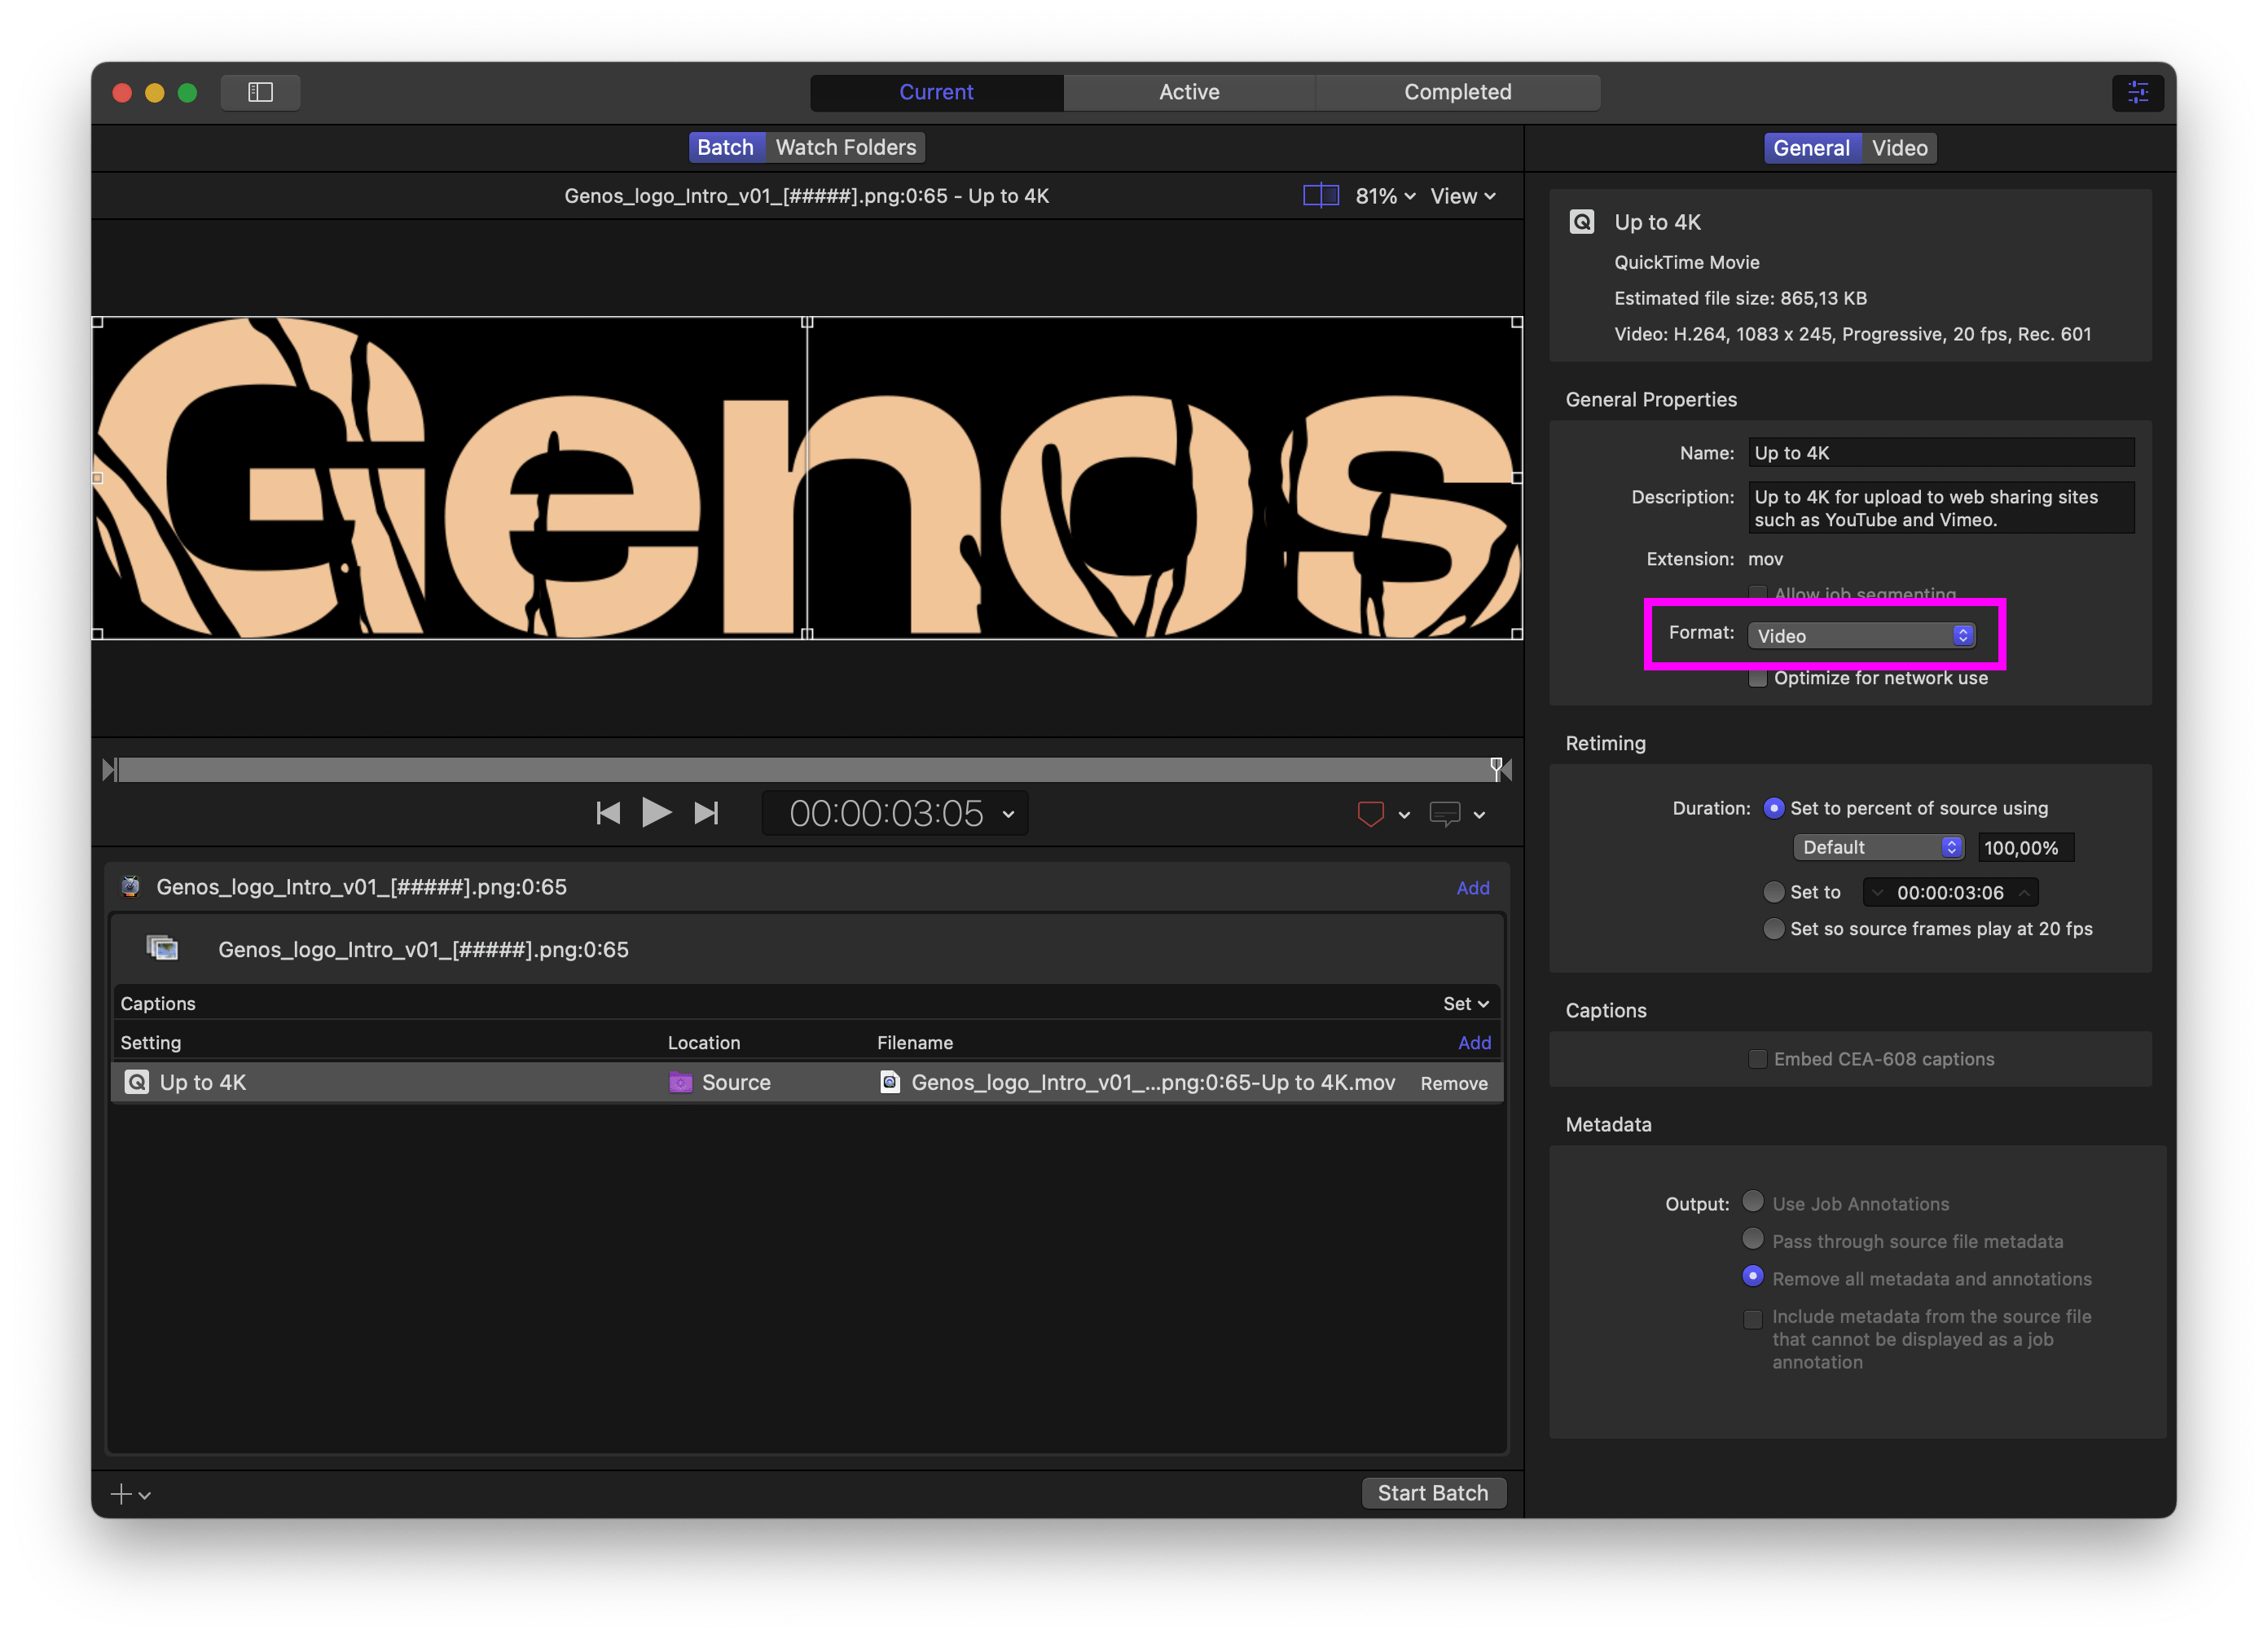 Current Active Completed
Batch Watch Folders
General Video
Genos_logo_Intro_v01_[#####].png:0:65 - Up to 4K
81% View
Genos
Up to 4K
QuickTime Movie
Estimated file size: 865,13 KB
Video: H.264, 1083 x 245, Progressive, 20 fps, Rec. 601
General Properties
Name: Up to 4K
Description: Up to 4K for upload to web sharing sites
such as YouTube and Vimeo.
Extension: mov
Allow job segmenting
Format: Video
Optimize for network use
Retiming
Duration: Set to percent of source using
Default 100,00%
Set to 00:00:03:06
Set so source frames play at 20 fps
Captions
Embed CEA-608 captions
Metadata
Output: Use Job Annotations
Pass through source file metadata
Remove all metadata and annotations
Include metadata from the source file
that cannot be displayed as a job
annotation
00:00:03:05
Genos_logo_Intro_v01_[#####].png:0:65 Add
Genos_logo_Intro_v01_[#####].png:0:65
Captions Set
Setting Location Filename Add
Up to 4K Source Genos_logo_Intro_v01_...png:0:65-Up to 4K.mov Remove
Start Batch